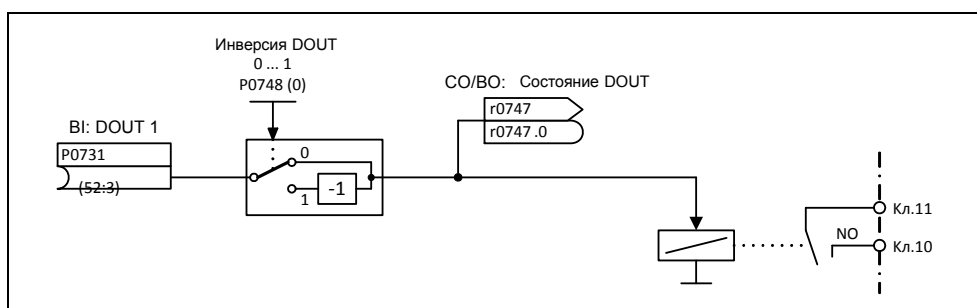 Инверсия DOUT
0 ... 1
P0748 (0)
CO/BO: Состояние DOUT
r0747
r0747 .0
BI: DOUT 1
P0731
(52:3)
0
-1
1
Кл.11
NO
Кл.10